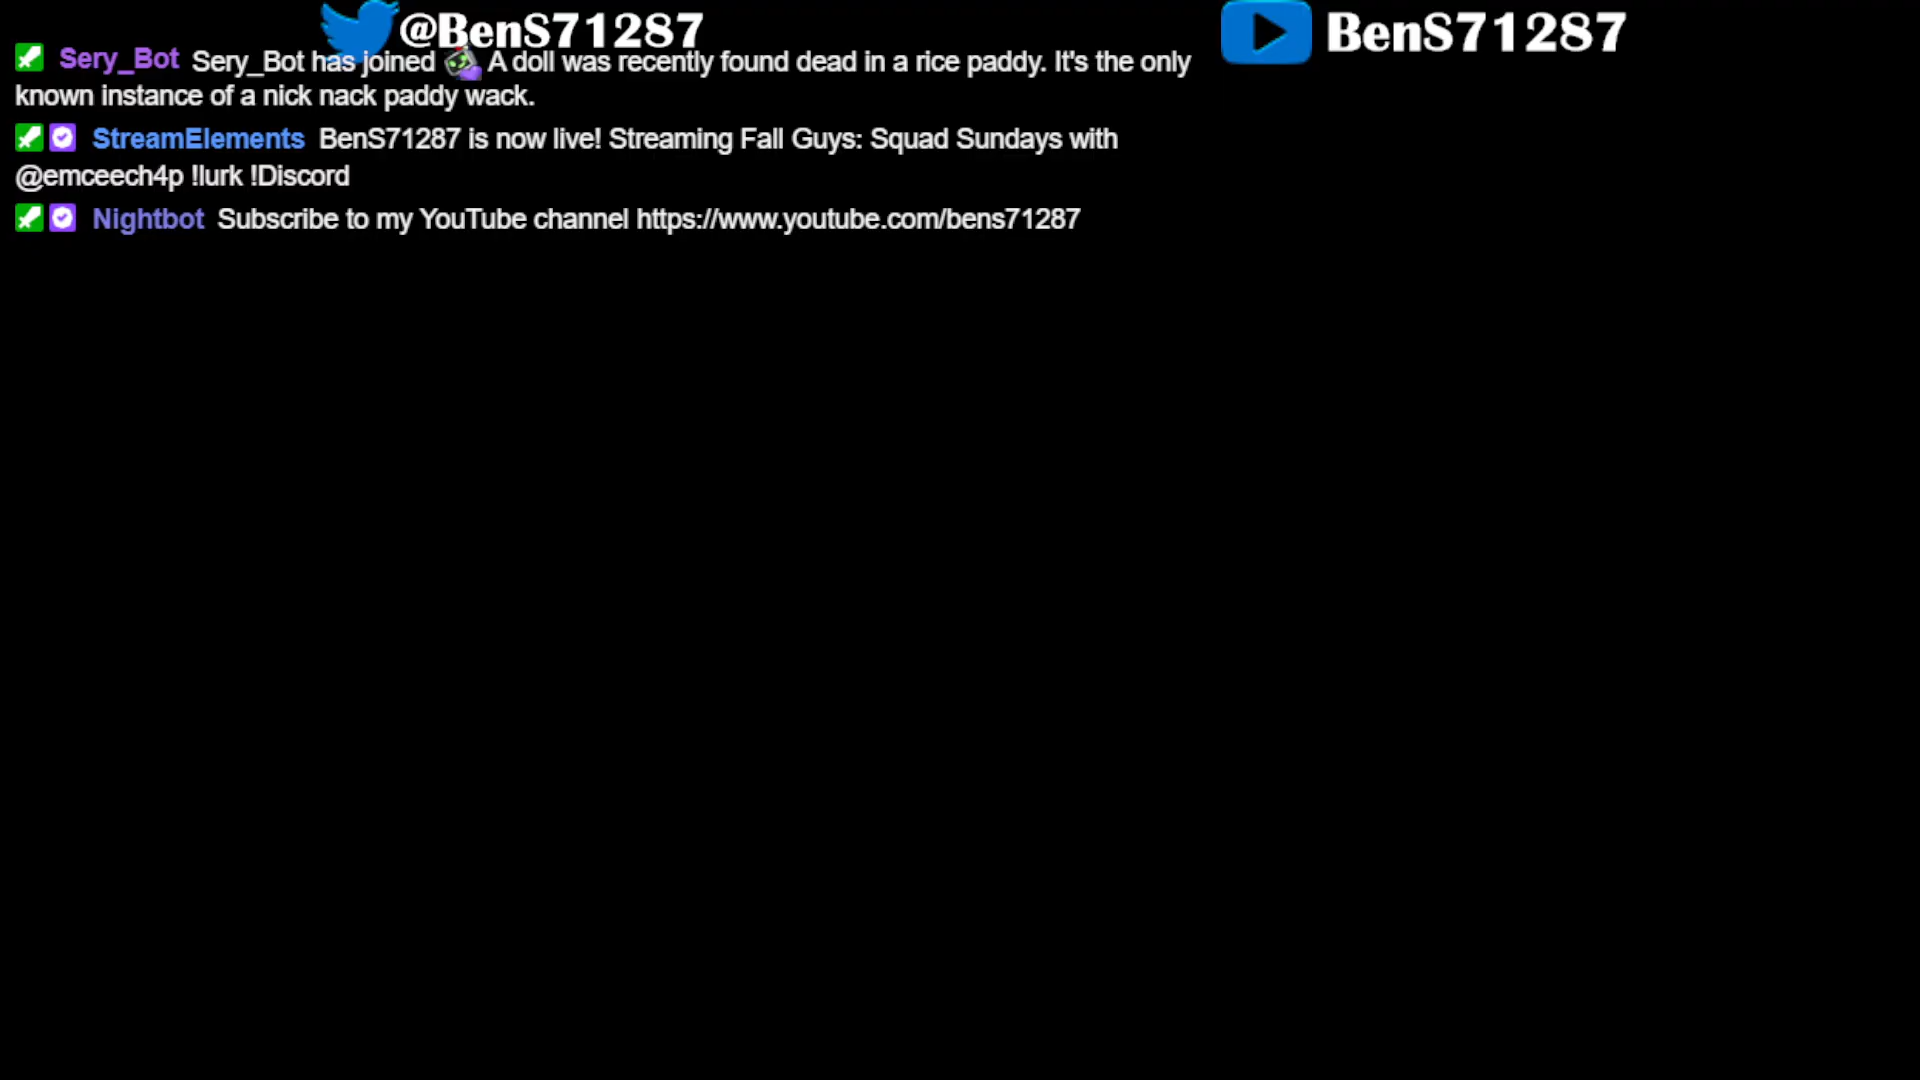 @BenS71287
BenS71287
Sery_Bot Sery_Bot has joined A doll was recently found dead in a rice paddy. It's the only
known instance of a nick nack paddy wack.
StreamElements BenS71287 is now live! Streaming Fall Guys: Squad Sundays with
@emceech4p !lurk !Discord
Nightbot Subscribe to my YouTube channel https://www.youtube.com/bens71287